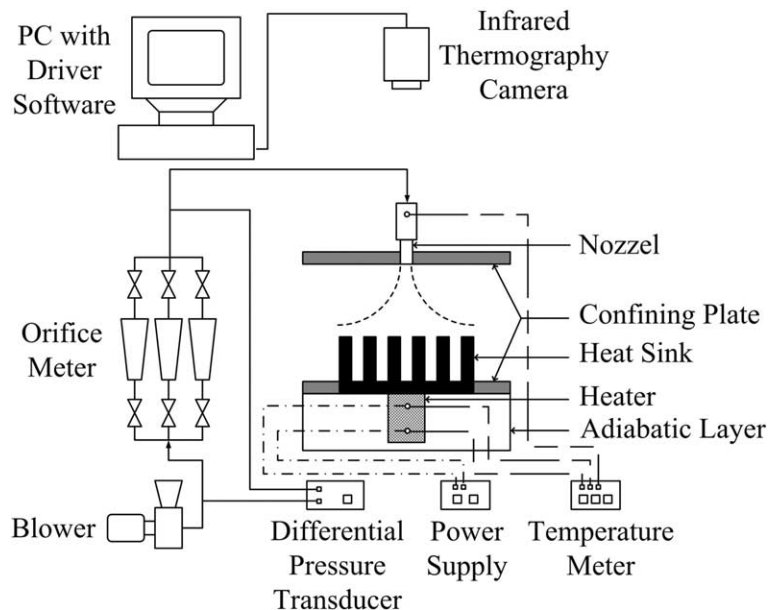 PC with
Driver
Software
Infrared
Thermography
Camera
Nozzel
Confining Plate
Heat Sink
Heater
Adiabatic Layer
Orifice
Meter
Blower
Differential
Pressure
Transducer
Power
Supply
Temperature
Meter